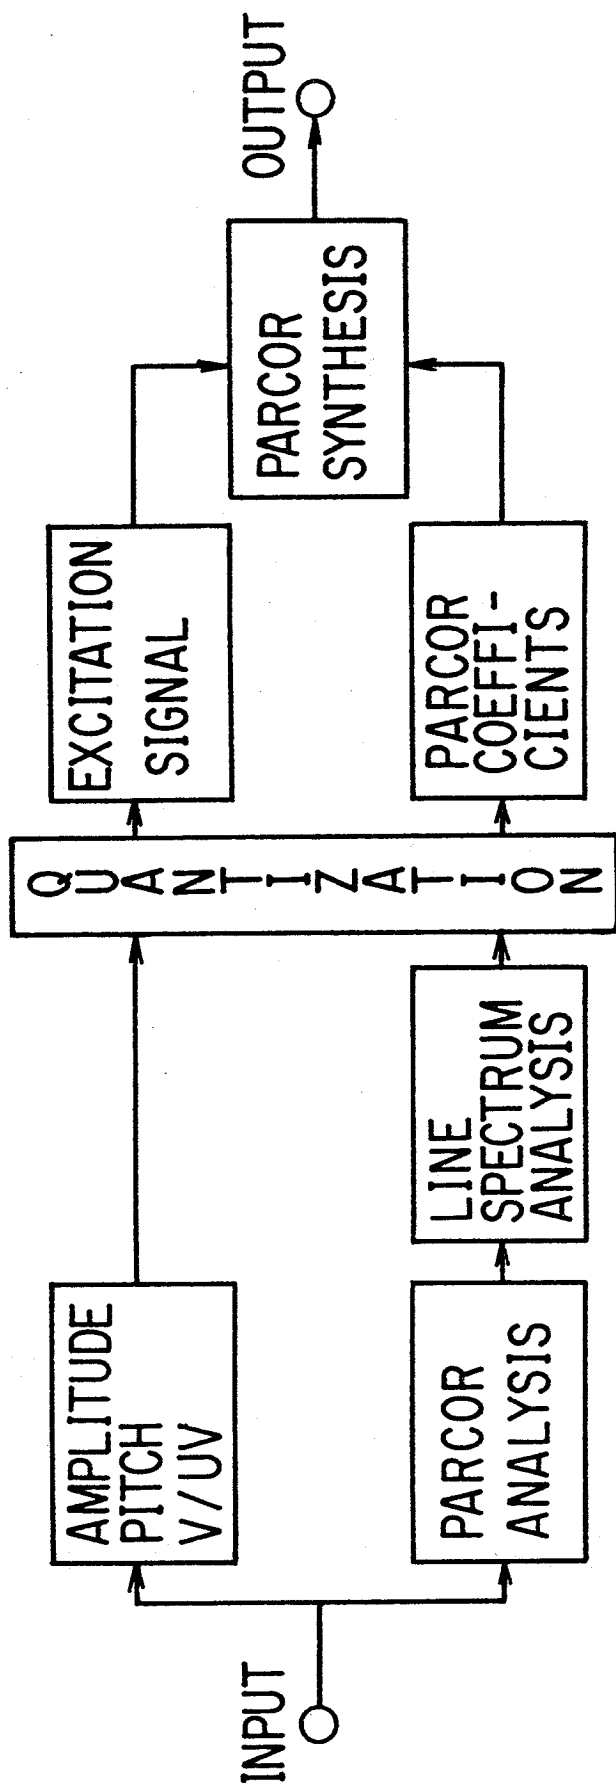 INPUT
AMPLITUDE
PITCH
V/UV
PARCOR
ANALYSIS
LINE
SPECTRUM
ANALYSIS
QUANTIZATION
EXCITATION
SIGNAL
PARCOR
COEFFI-
CIENTS
PARCOR
SYNTHESIS
OUTPUT